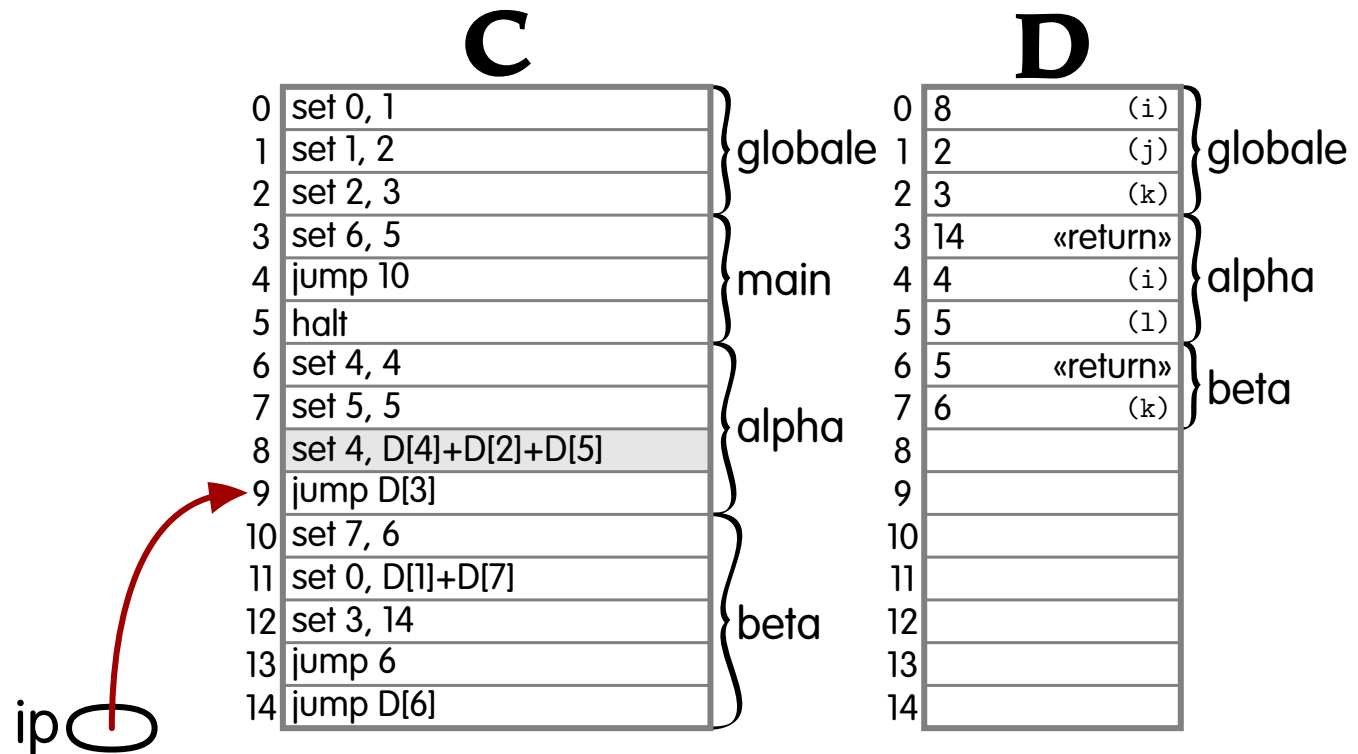 C D
0 set 0, 1
1 set 1, 2
2 set 2, 3
globale
3 set 6, 5
4 jump 10
5 halt
main
6 set 4, 4
7 set 5, 5
8 set 4, D[4]+D[2]+D[5]
9 jump D[3]
alpha
10 set 7, 6
11 set 0, D[1]+D[7]
12 set 3, 14
13 jump 6
14 jump D[6]
beta
ip
0 8 (i)
1 2 (j)
2 3 (k)
globale
3 14 «return»
4 4 (i)
5 5 (l)
alpha
6 5 «return»
7 6 (k)
beta
8
9
10
11
12
13
14